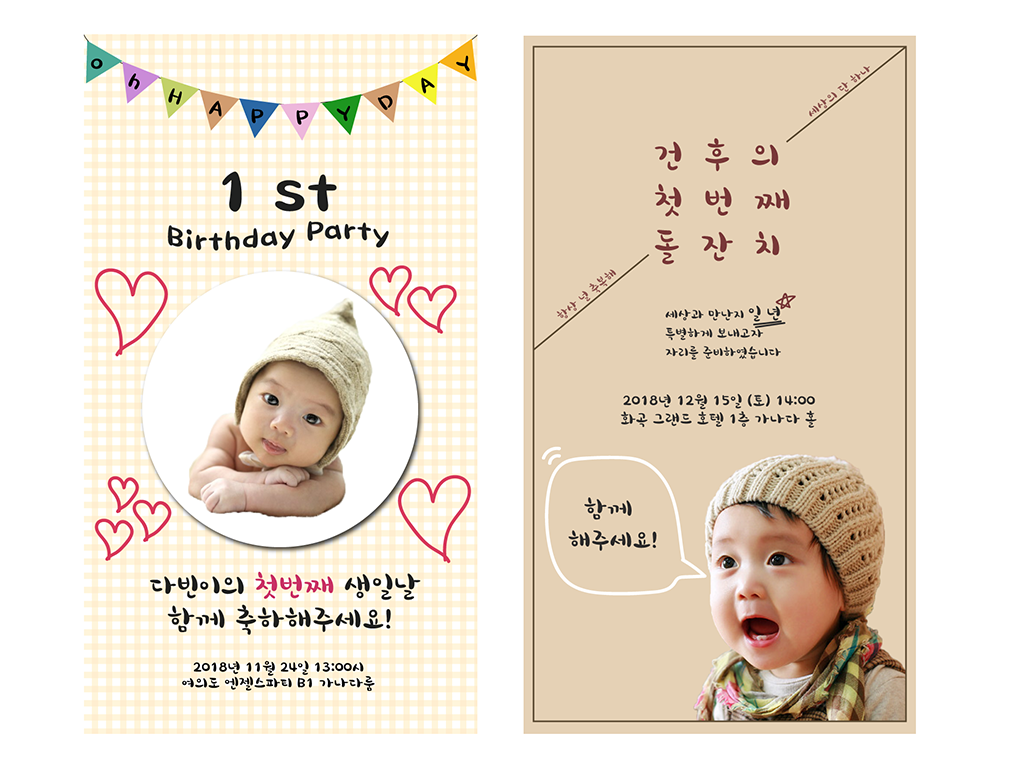 oh HAPPY DAY
1 st
Birthday Party
다빈이의 첫번째 생일날
함께 축하해주세요!
2018년 11월 24일 13:00시
여의도 엔젤스파티 B1 가나다룸
세상의 단 하나
건후의
첫번째
돌잔치
항상 널 축복해
세상과 만난지 일 년
특별하게 보내고자
자리를 준비하였습니다
2018년 12월 15일 (토) 14:00
화곡 그랜드 호텔 1층 가나다 홀
함께
해주세요!